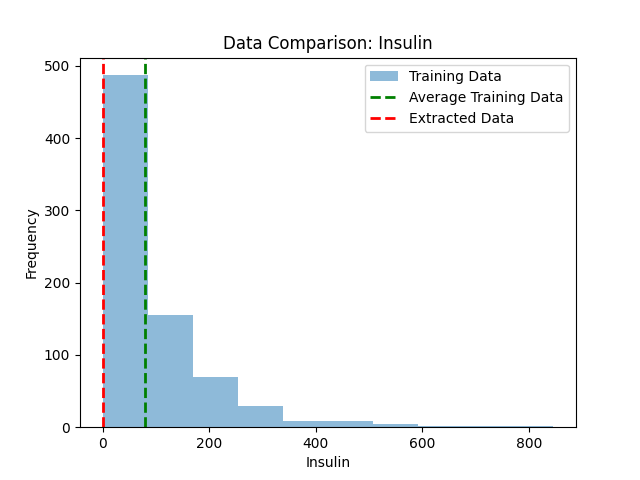 Data Comparison: Insulin
Training Data
Average Training Data
Extracted Data
Frequency
500
400
300
200
100
0
0 200 400 600 800
Insulin